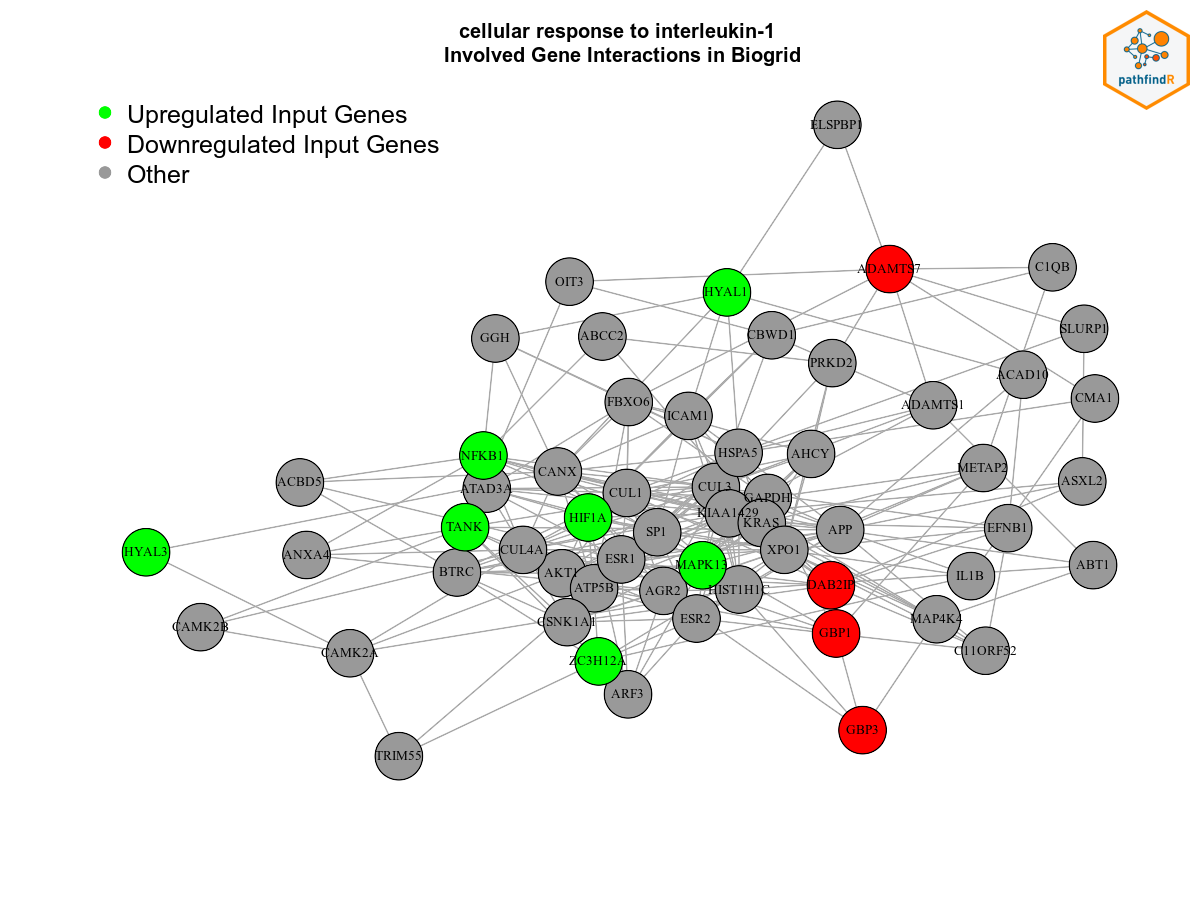 cellular response to interleukin-1
Involved Gene Interactions in Biogrid
pathfindR
Upregulated Input Genes
Downregulated Input Genes
Other
ELSPBP1
ADAMTS7
C1QB
OIT3
HYAL1
SLURP1
GGH
ABCC2
CBWD1
PRKD2
ACAD10
CMA1
FBXO6
ICAM1
ADAMTS1
NFKB1
HSPA5
AHCY
CANX
METAP2
ACBD5
ATAD3A
CUL1
CUL3
GAPDH
ASXL2
HIF1A
KIAA1429
KRAS
TANK
SP1
APP
EFNB1
HYAL3
ANXA4
CUL4A
ESR1
XPO1
BTRC
AKT1
MAPK13
ABT1
ATP5B
AGR2
HIST1H1C
DAB2IP
IL1B
CAMK2B
CSNK1A1
ESR2
GBP1
MAP4K4
CAMK2A
ZC3H12A
C11ORF52
ARF3
GBP3
TRIM55